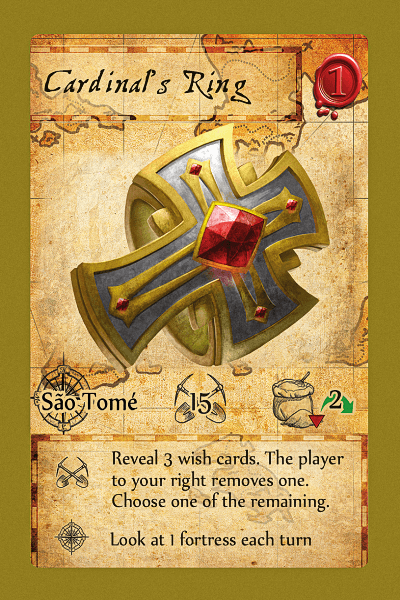 Cardinal's Ring
1
São Tomé
15
2
Reveal 3 wish cards. The player
to your right removes one.
Choose one of the remaining.
Look at 1 fortress each turn